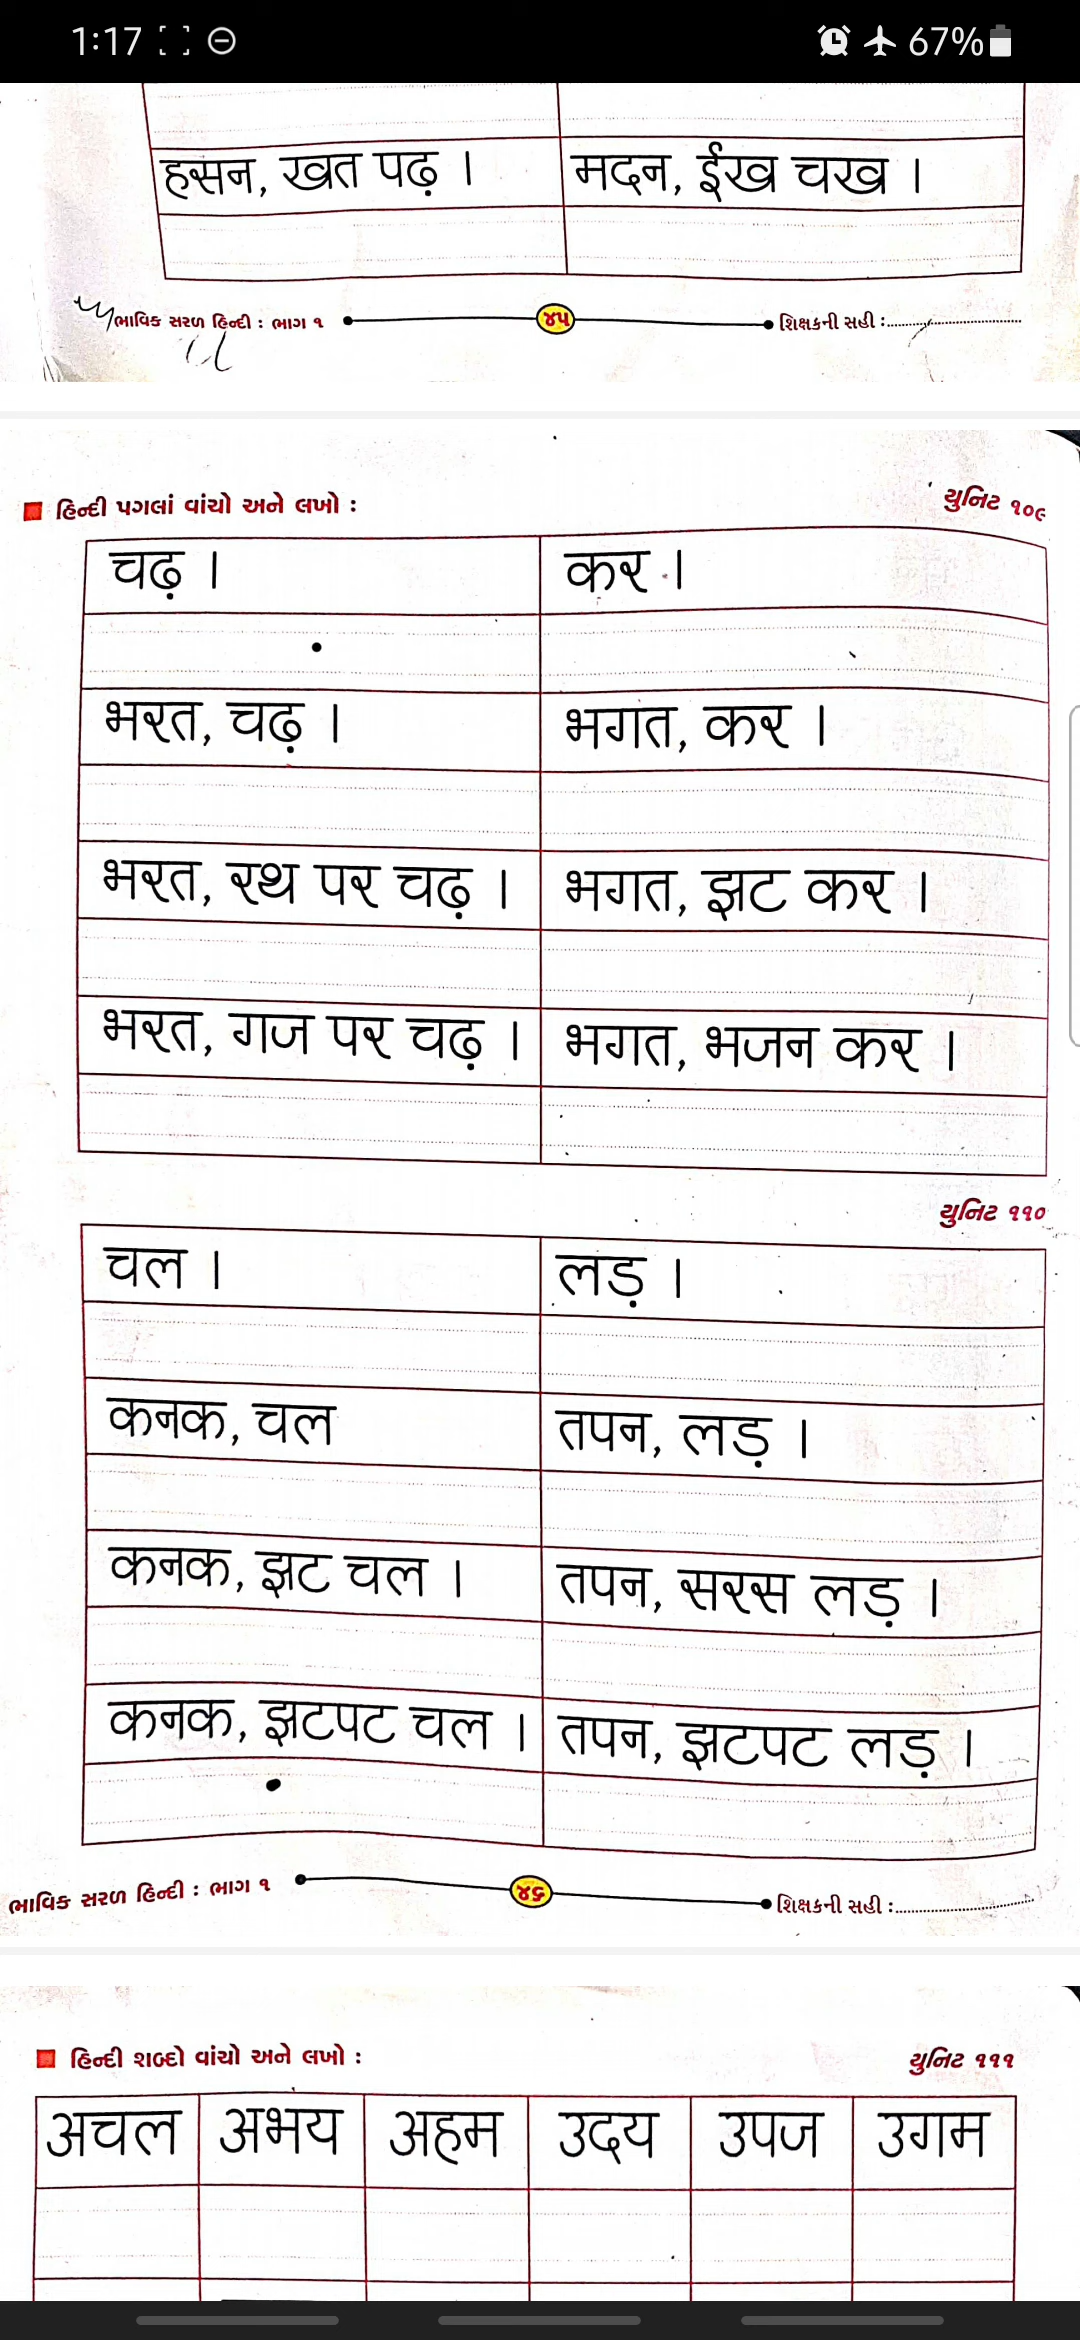 1:17 67%
हसन, खत पढ़ । मदन, ईख चख ।
ભાવિક સરળ હિન્દી : ભાગ ૧ ૪૫ શિક્ષકની સહી :
■ હિન્દી પગલાં વાંચો અને લખો : યુનિટ ૧૦૯
चढ़ । कर ।
भरत, चढ़ । भगत, कर ।
भरत, रथ पर चढ़ । भगत, झट कर ।
भरत, गज पर चढ़ । भगत, भजन कर ।
યુનિટ ૧૧૦
चल । लड़ ।
कनक, चल तपन, लड़ ।
कनक, झट चल । तपन, सरस लड़ ।
कनक, झटपट चल । तपन, झटपट लड़ ।
ભાવિક સરળ હિન્દી : ભાગ ૧ ૪૬ શિક્ષકની સહી :
■ હિન્દી શબ્દો વાંચો અને લખો : યુનિટ ૧૧૧
अचल अभय अहम उदय उपज उगम